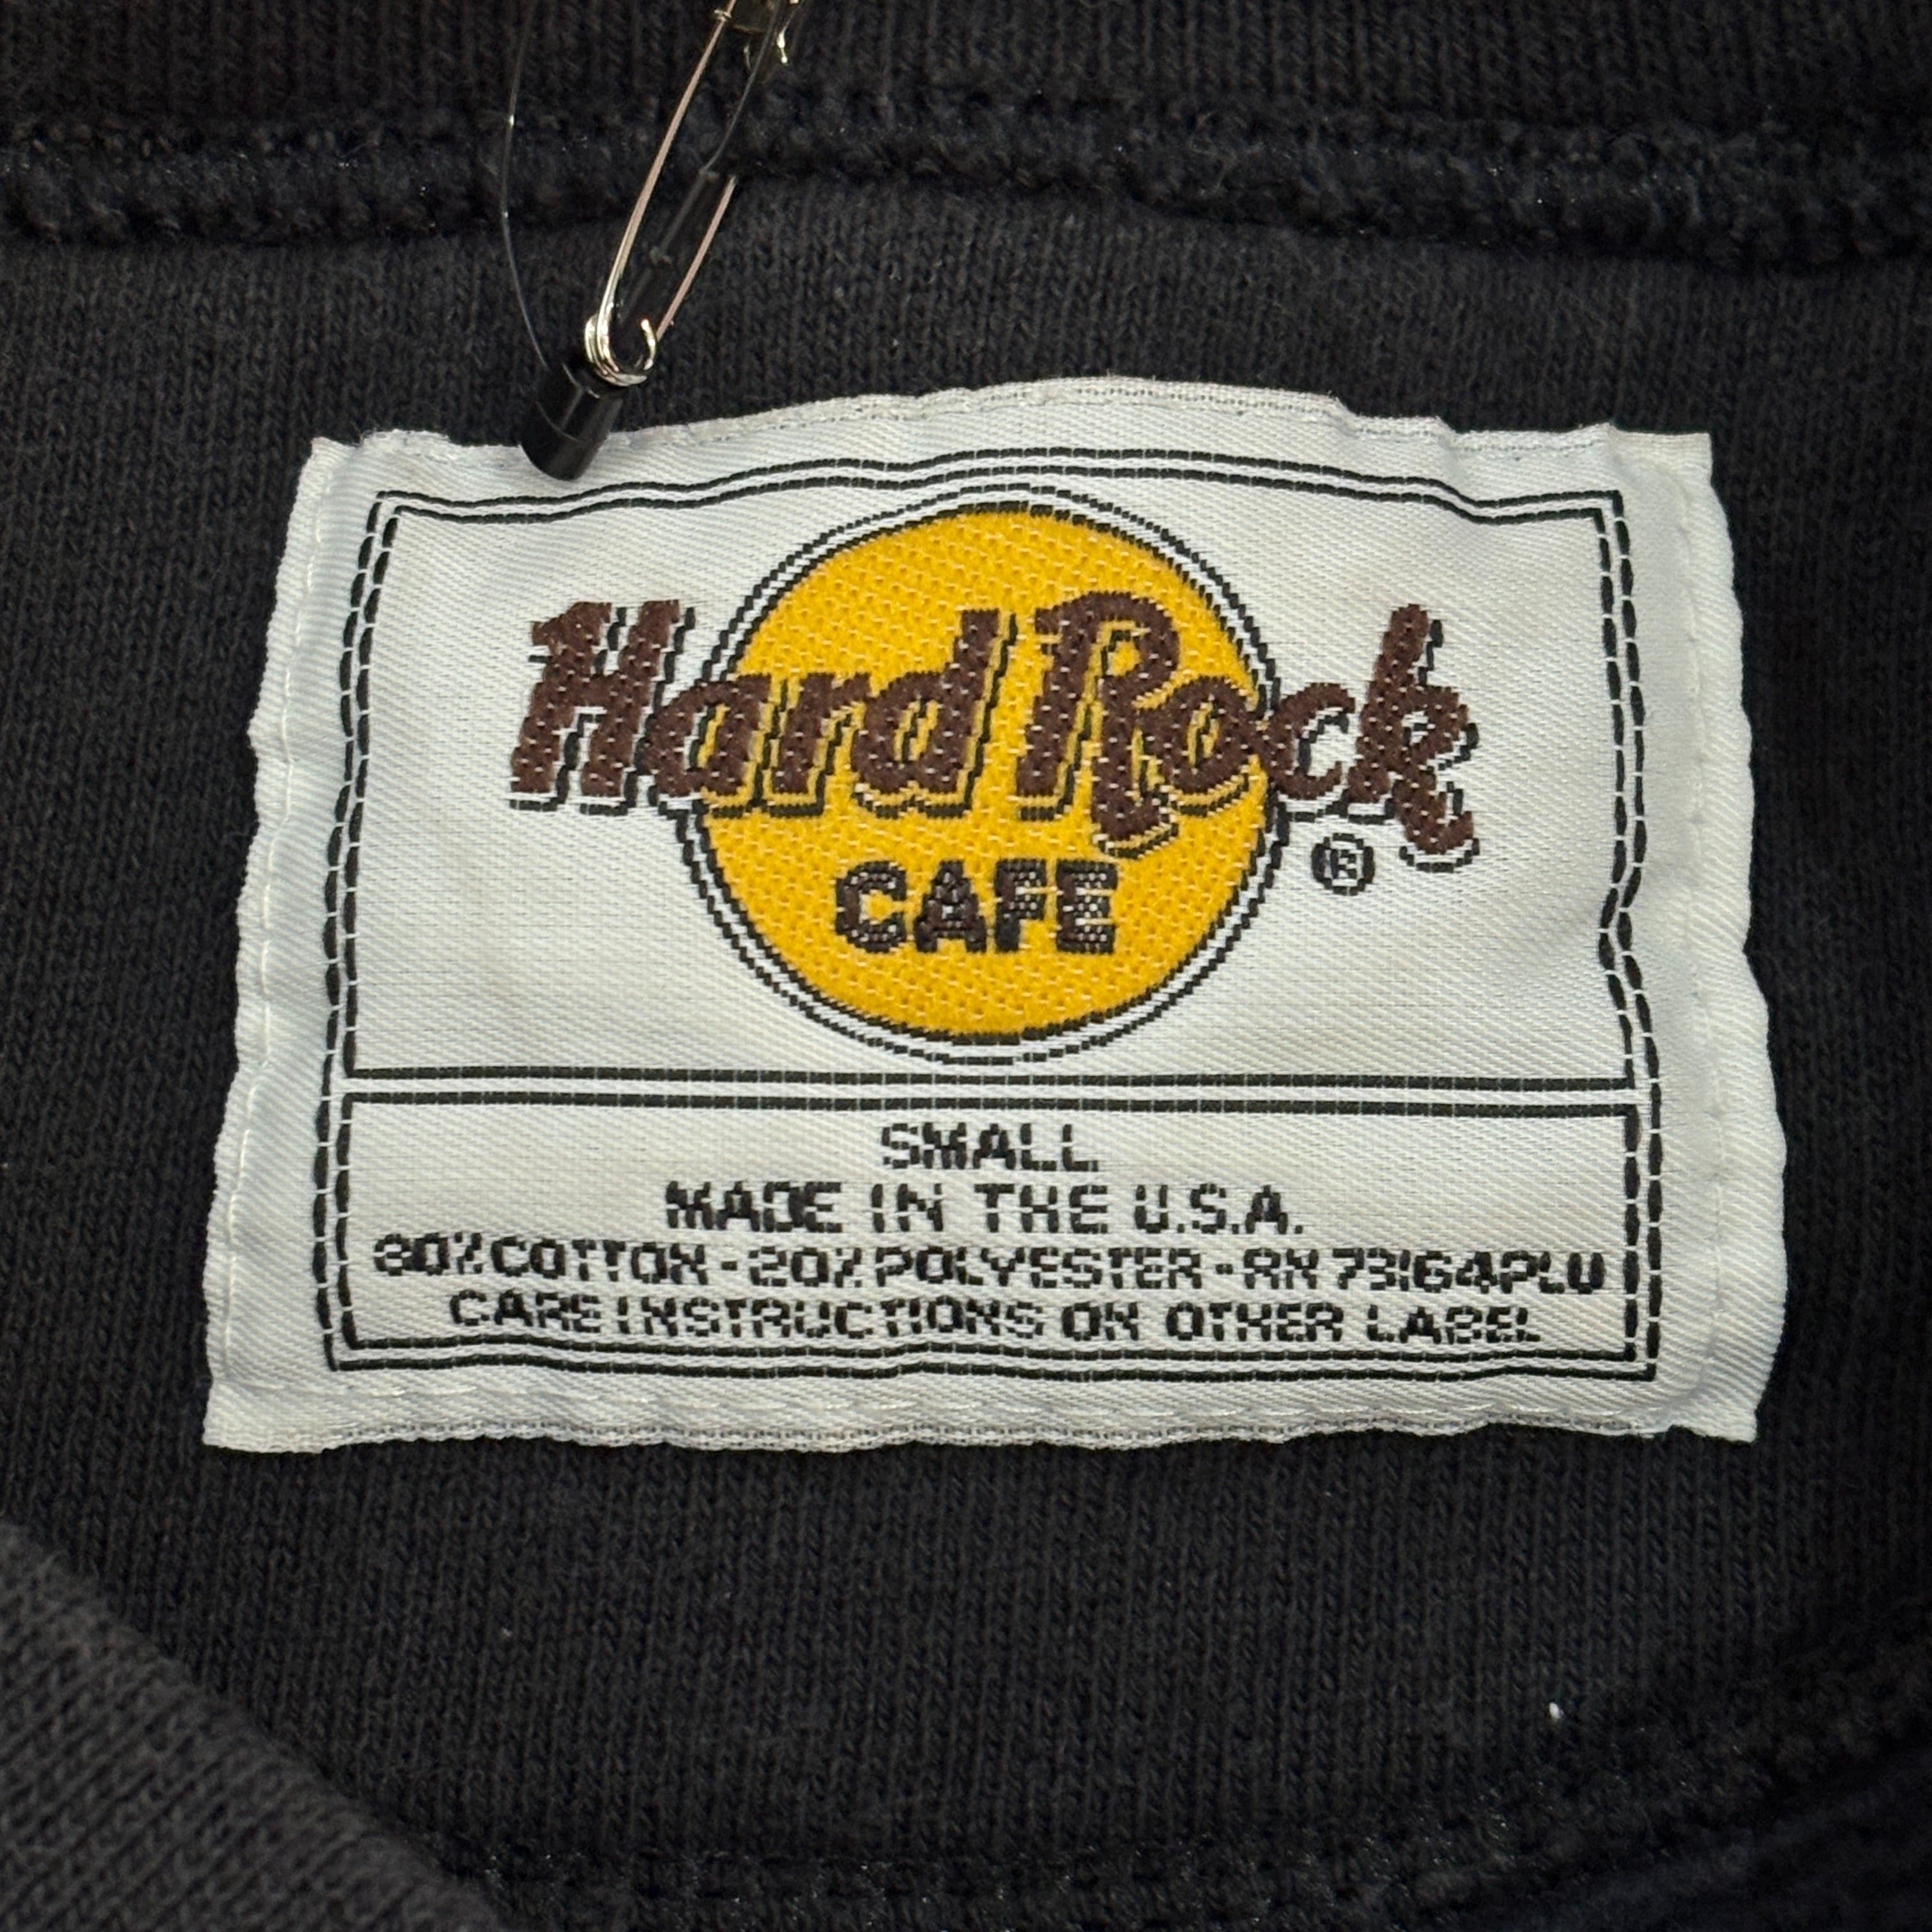 Hard Rock
CAFE
®
SMALL
MADE IN THE U.S.A.
80% COTTON - 20% POLYESTER - RN 73164PLU
CARE INSTRUCTIONS ON OTHER LABEL